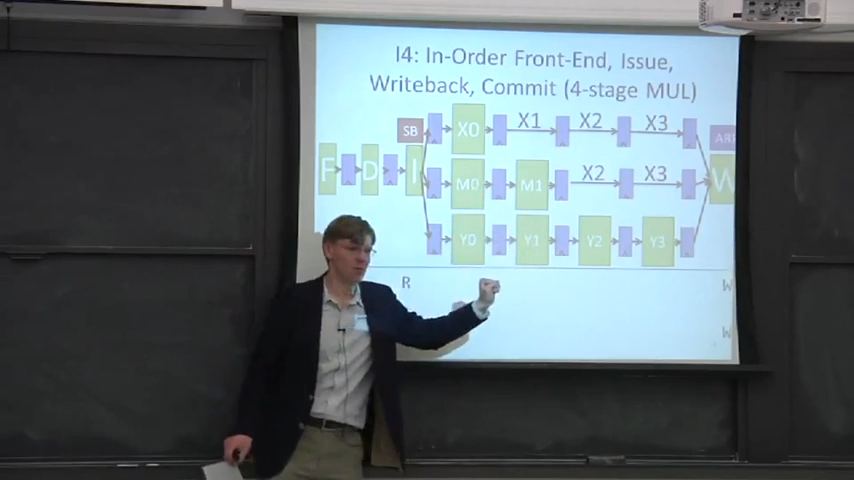 I4: In-Order Front-End, Issue,
Writeback, Commit (4-stage MUL)
SB X0 X1 X2 X3 ARF
F D I M0 M1 X2 X3 W
Y0 Y1 Y2 Y3
R W
W